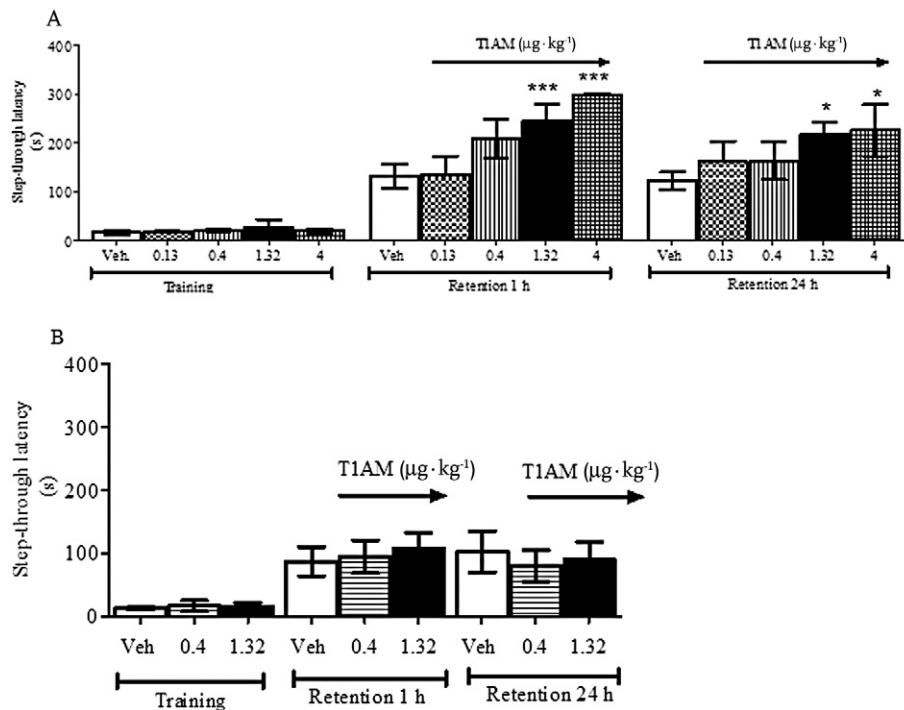 A
T1AM (μg·kg-1)
T1AM (μg·kg-1)
Step-through latency
(s)
400
300
200
100
0
***
***
*
*
Veh
0.13
0.4
1.32
4
Veh
0.13
0.4
1.32
4
Veh
0.13
0.4
1.32
4
Training
Retention 1 h
Retention 24 h
B
Step-through latency
(s)
400
300
200
100
0
T1AM (μg·kg-1)
T1AM (μg·kg-1)
Veh
0.4
1.32
Veh
0.4
1.32
Veh
0.4
1.32
Training
Retention 1 h
Retention 24 h